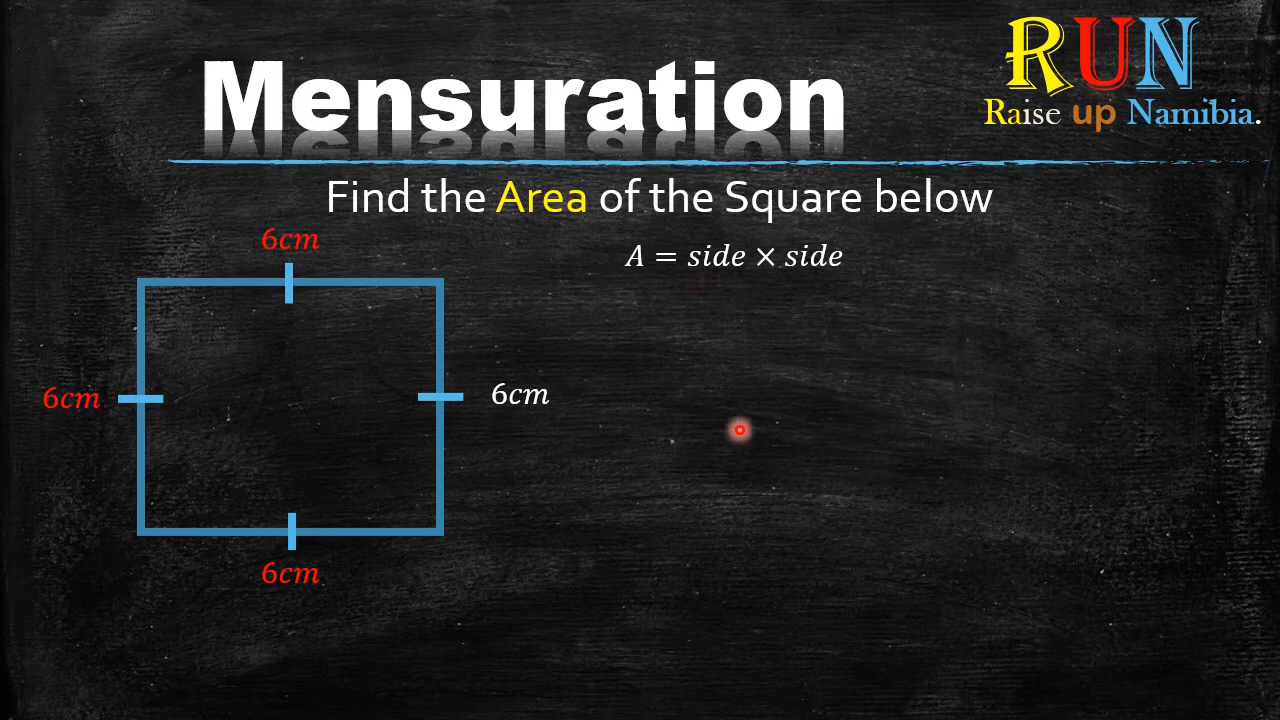 RUN
Raise up Namibia.
Mensuration
Find the Area of the Square below
A = side × side
6cm
6cm
6cm
6cm